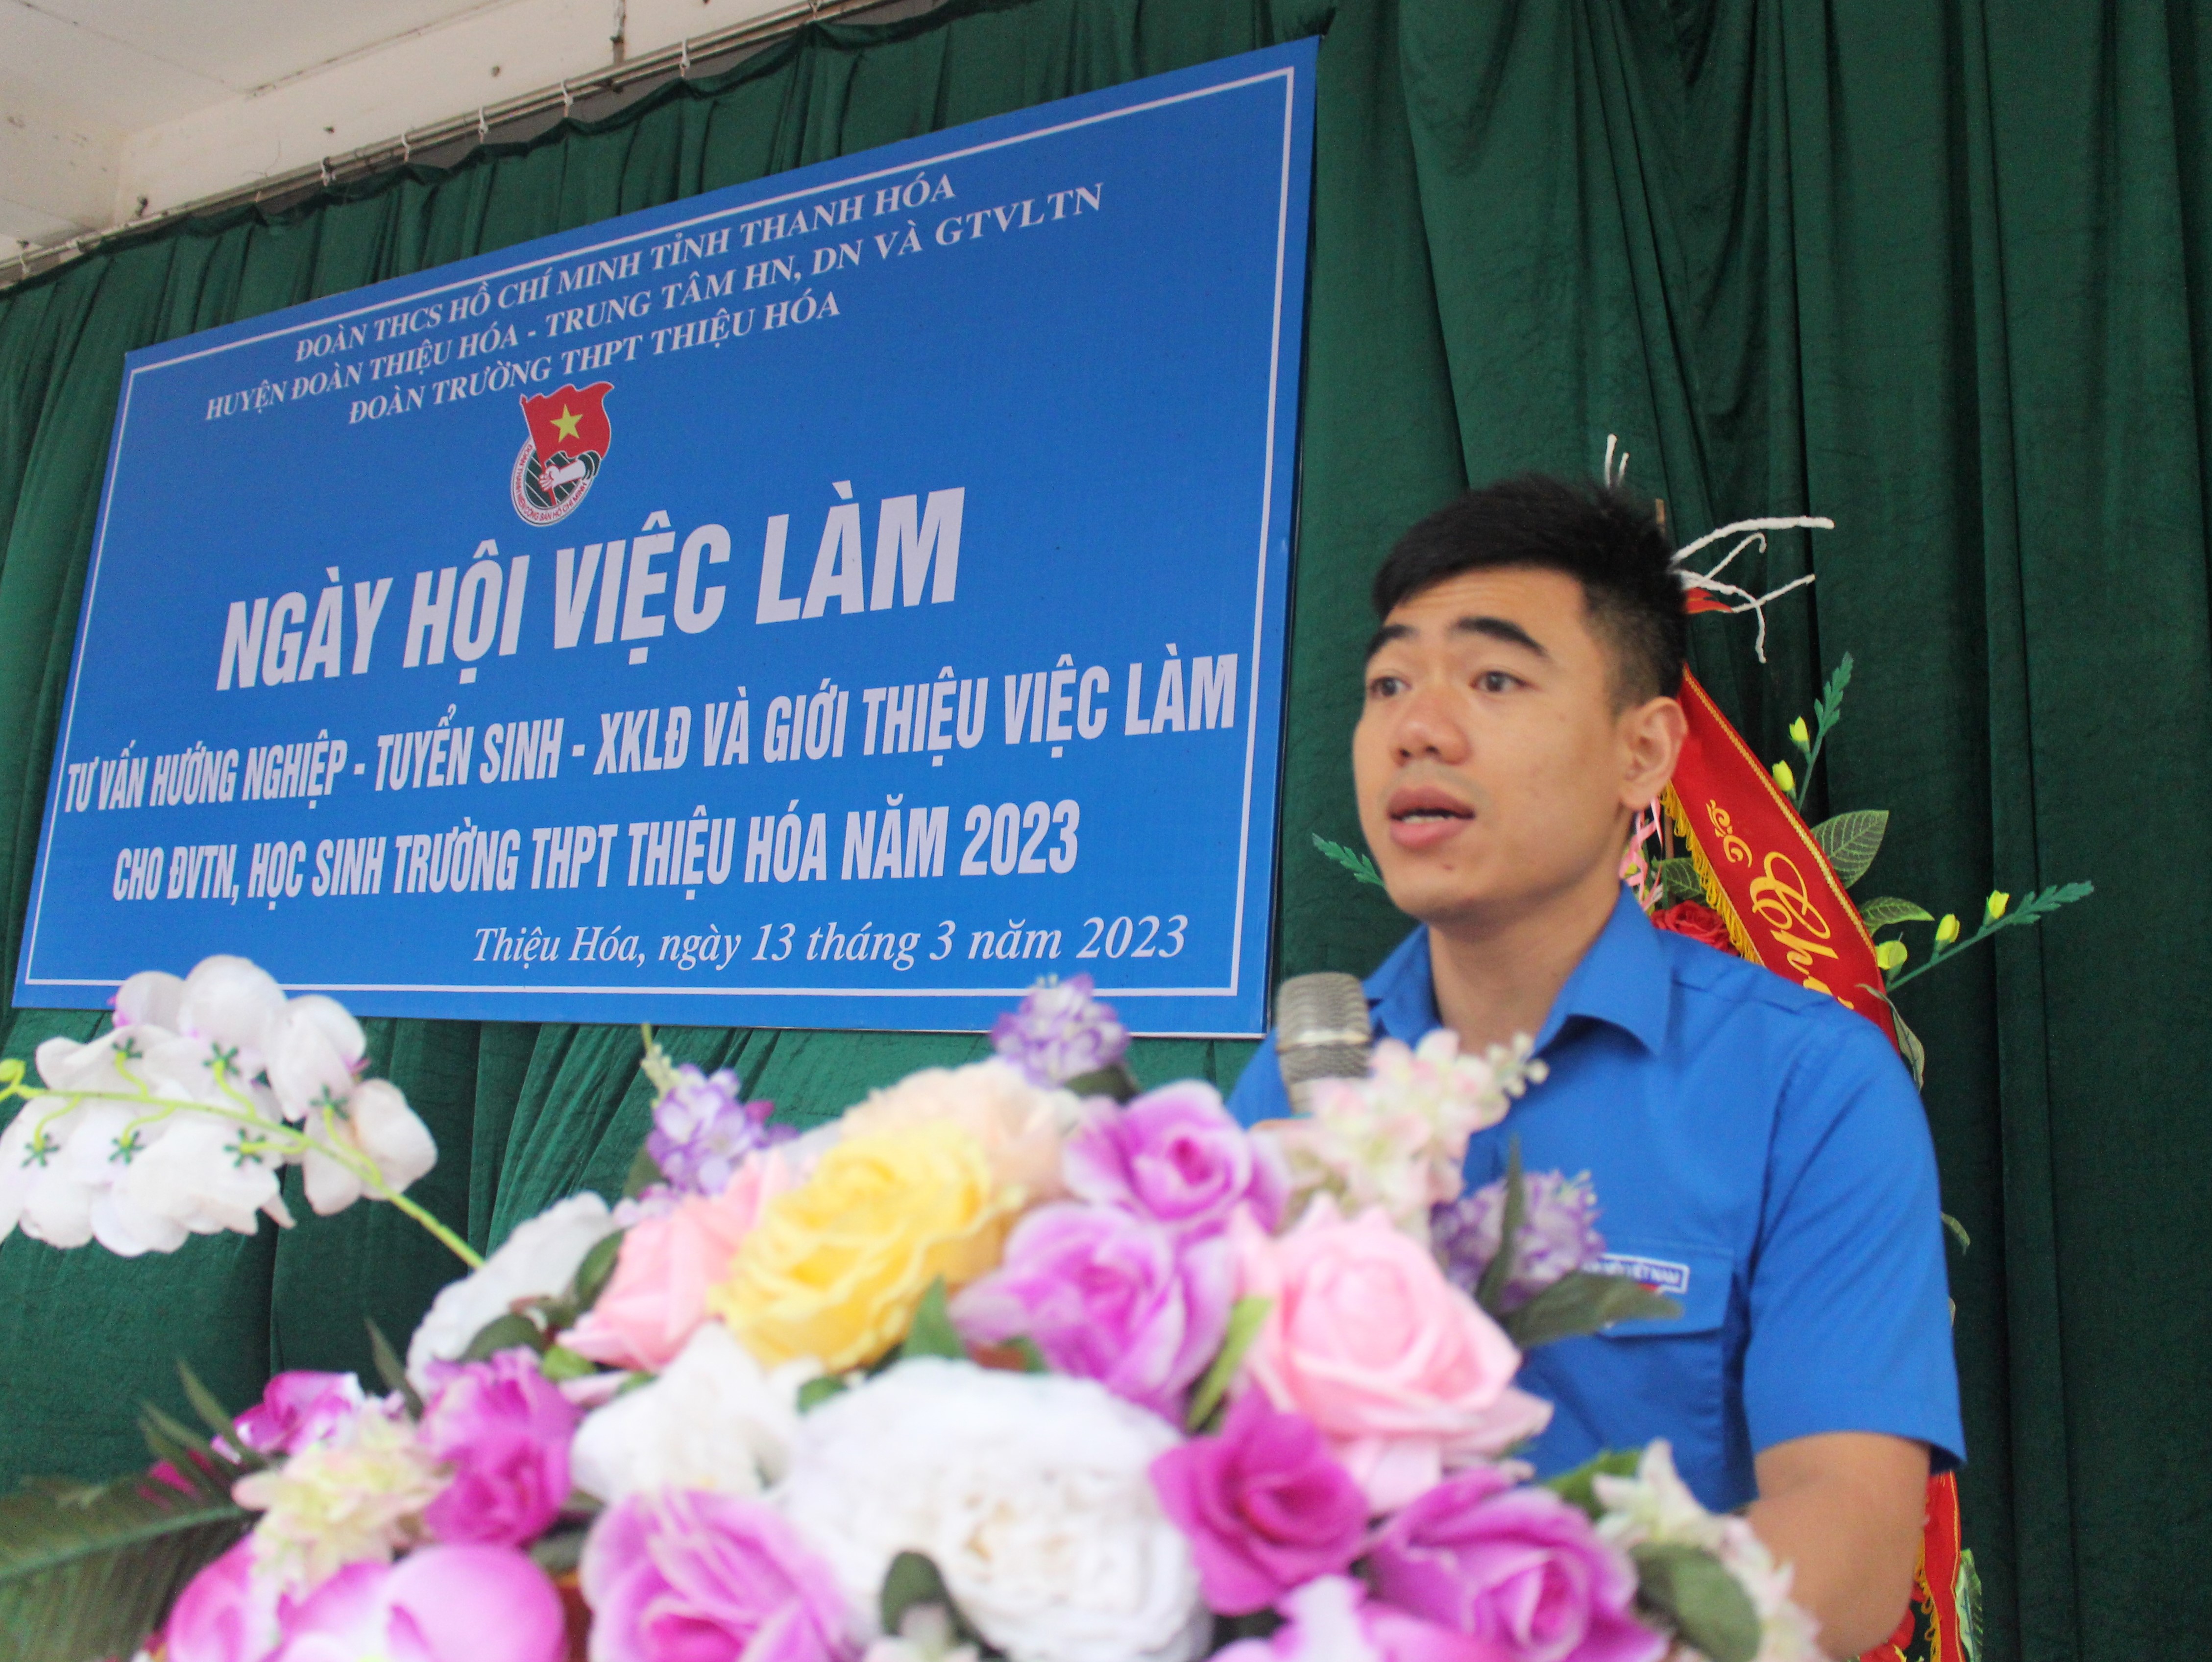 ĐOÀN THCS HỒ CHÍ MINH TỈNH THANH HÓA
HUYỆN ĐOÀN THIỆU HÓA - TRUNG TÂM HN, DN VÀ GTVLTN
ĐOÀN TRƯỜNG THPT THIỆU HÓA
NGÀY HỘI VIỆC LÀM
TƯ VẤN HƯỚNG NGHIỆP - TUYỂN SINH - XKLĐ VÀ GIỚI THIỆU VIỆC LÀM
CHO ĐVTN, HỌC SINH TRƯỜNG THPT THIỆU HÓA NĂM 2023
Thiệu Hóa, ngày 13 tháng 3 năm 2023
VIỆT NAM